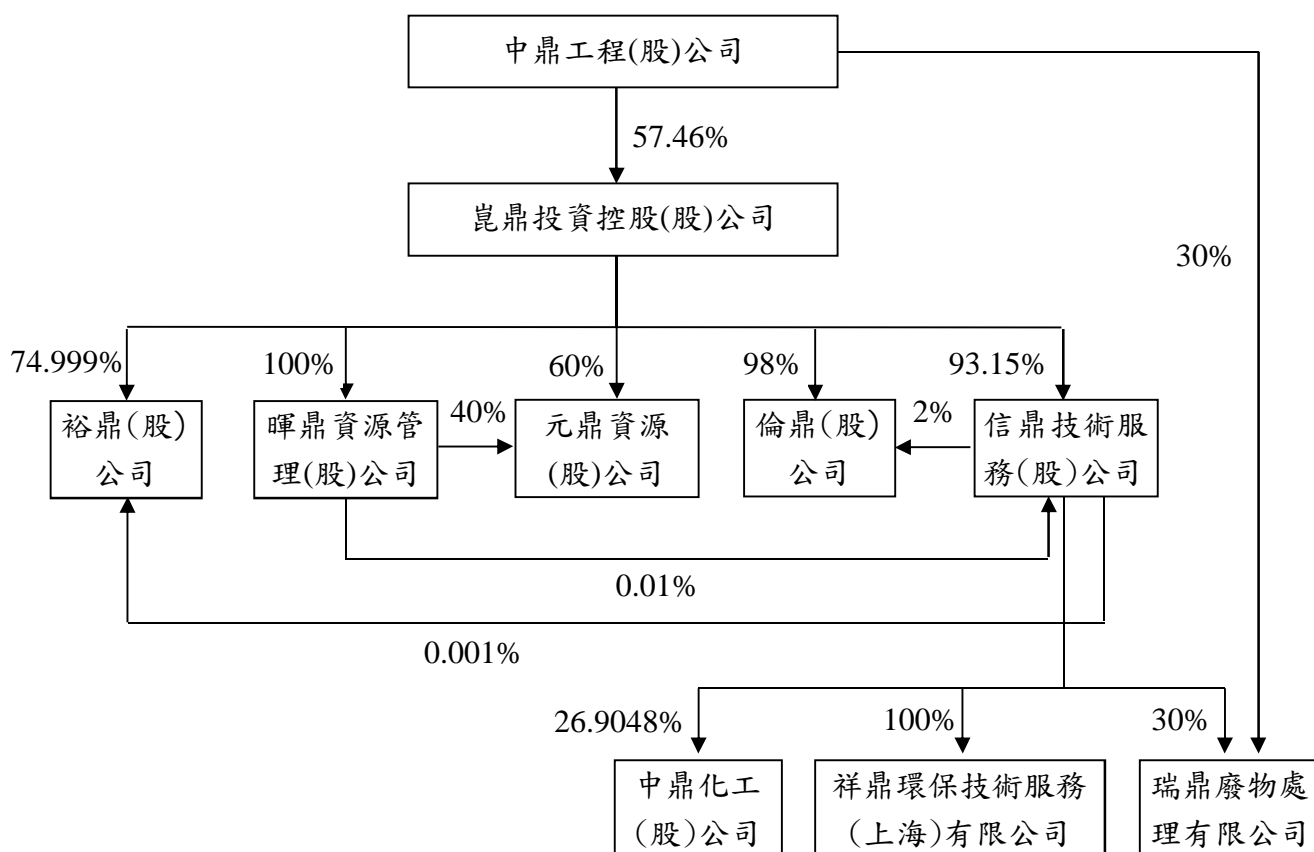 中鼎工程(股)公司
57.46%
崑鼎投資控股(股)公司
30%
74.999%
100%
60%
98%
93.15%
裕鼎(股)
公司
暉鼎資源管
理(股)公司
40%
元鼎資源
(股)公司
倫鼎(股)
公司
2%
信鼎技術服
務(股)公司
0.01%
0.001%
26.9048%
100%
30%
中鼎化工
(股)公司
祥鼎環保技術服務
(上海)有限公司
瑞鼎廢物處
理有限公司